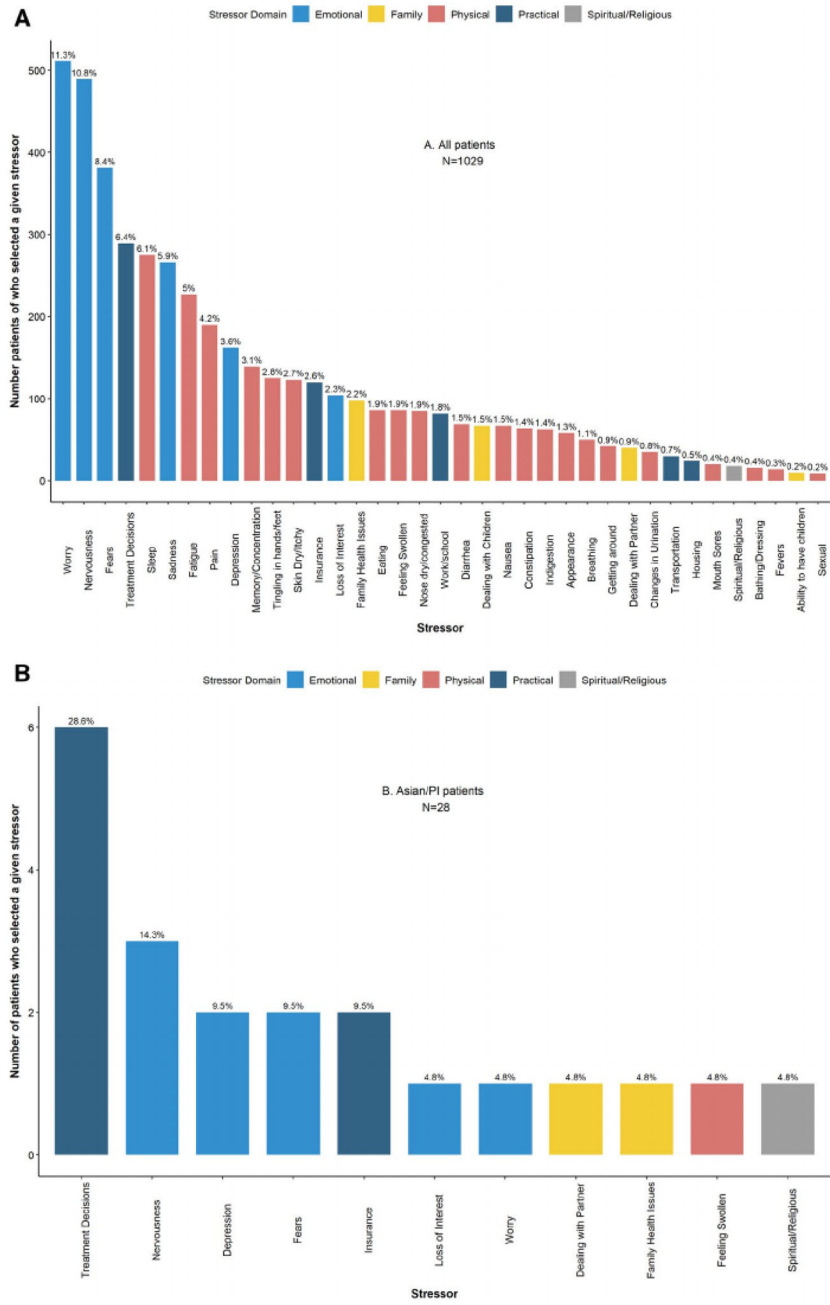 A
Stressor Domain Emotional Family Physical Practical Spiritual/Religious
Number patients of who selected a given stressor
500
400
300
200
100
0
A. All patients
N=1029
11.3%
10.8%
8.4%
6.4%
6.1%
5.9%
5%
4.2%
3.6%
3.1%
2.8%
2.7%
2.6%
2.3%
2.2%
1.9%
1.9%
1.9%
1.8%
1.5%
1.5%
1.5%
1.4%
1.4%
1.3%
1.1%
0.9%
0.9%
0.8%
0.7%
0.5%
0.4%
0.4%
0.4%
0.3%
0.2%
0.2%
Worry
Nervousness
Fears
Treatment Decisions
Sleep
Sadness
Fatigue
Pain
Depression
Memory/Concentration
Tingling in hands/feet
Skin Dry/Itchy
Insurance
Loss of Interest
Family Health Issues
Eating
Feeling Swollen
Nose dry/congested
Work/school
Diarrhea
Dealing with Children
Nausea
Constipation
Indigestion
Appearance
Breathing
Getting around
Dealing with Partner
Changes in Urination
Transportation
Housing
Mouth Sores
Spiritual/Religious
Bathing/Dressing
Fevers
Ability to have children
Sexual
Stressor
B
Stressor Domain Emotional Family Physical Practical Spiritual/Religious
Number of patients who selected a given stressor
6
4
2
0
B. Asian/PI patients
N=28
28.6%
14.3%
9.5%
9.5%
9.5%
4.8%
4.8%
4.8%
4.8%
4.8%
4.8%
Treatment Decisions
Nervousness
Depression
Fears
Insurance
Loss of Interest
Worry
Dealing with Partner
Family Health Issues
Feeling Swollen
Spiritual/Religious
Stressor